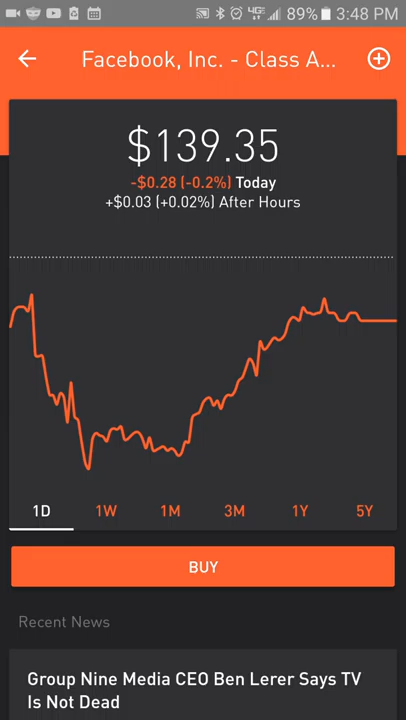 4G 89% 3:48 PM
Facebook, Inc. - Class A...
$139.35
-$0.28 (-0.2%) Today
+$0.03 (+0.02%) After Hours
1D 1W 1M 3M 1Y 5Y
BUY
Recent News
Group Nine Media CEO Ben Lerer Says TV
Is Not Dead